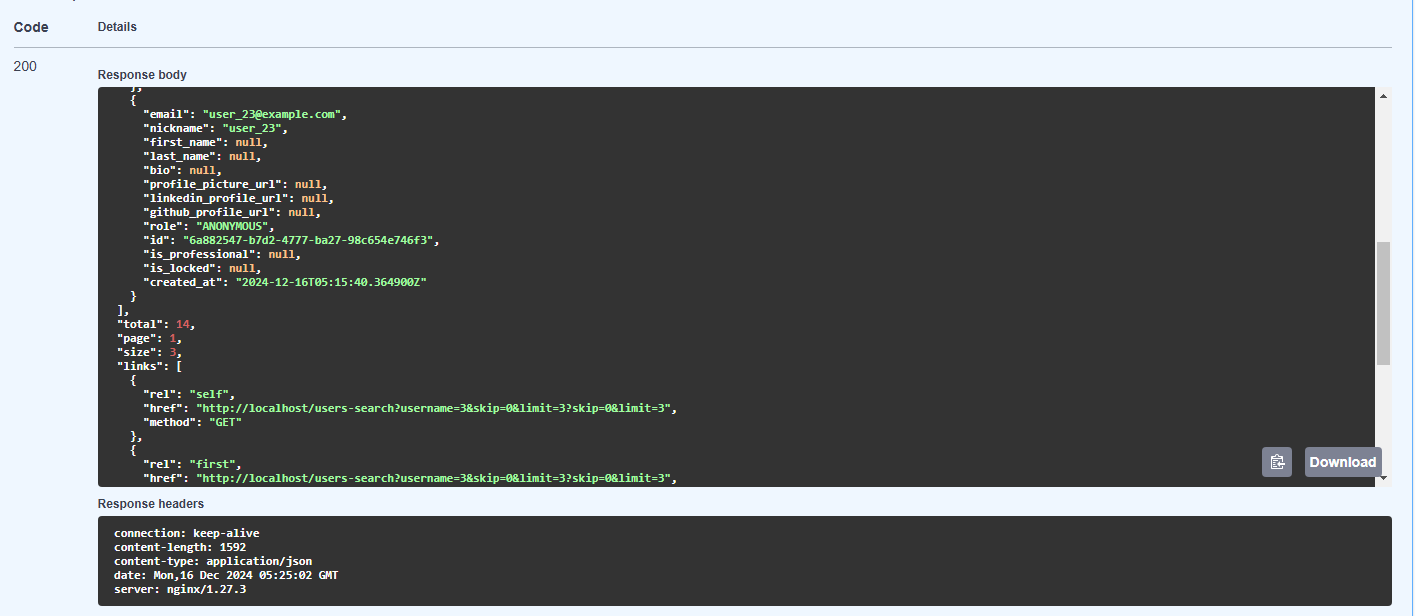 Code Details
200
Response body
},
{
"email": "user_23@example.com",
"nickname": "user_23",
"first_name": null,
"last_name": null,
"bio": null,
"profile_picture_url": null,
"linkedin_profile_url": null,
"github_profile_url": null,
"role": "ANONYMOUS",
"id": "6a882547-b7d2-4777-ba27-98c654e746f3",
"is_professional": null,
"is_locked": null,
"created_at": "2024-12-16T05:15:40.364900Z"
}
],
"total": 14,
"page": 1,
"size": 3,
"links": [
{
"rel": "self",
"href": "http://localhost/users-search?username=3&skip=0&limit=3?skip=0&limit=3",
"method": "GET"
},
{
"rel": "first",
"href": "http://localhost/users-search?username=3&skip=0&limit=3?skip=0&limit=3",
Download
Response headers
connection: keep-alive
content-length: 1592
content-type: application/json
date: Mon,16 Dec 2024 05:25:02 GMT
server: nginx/1.27.3